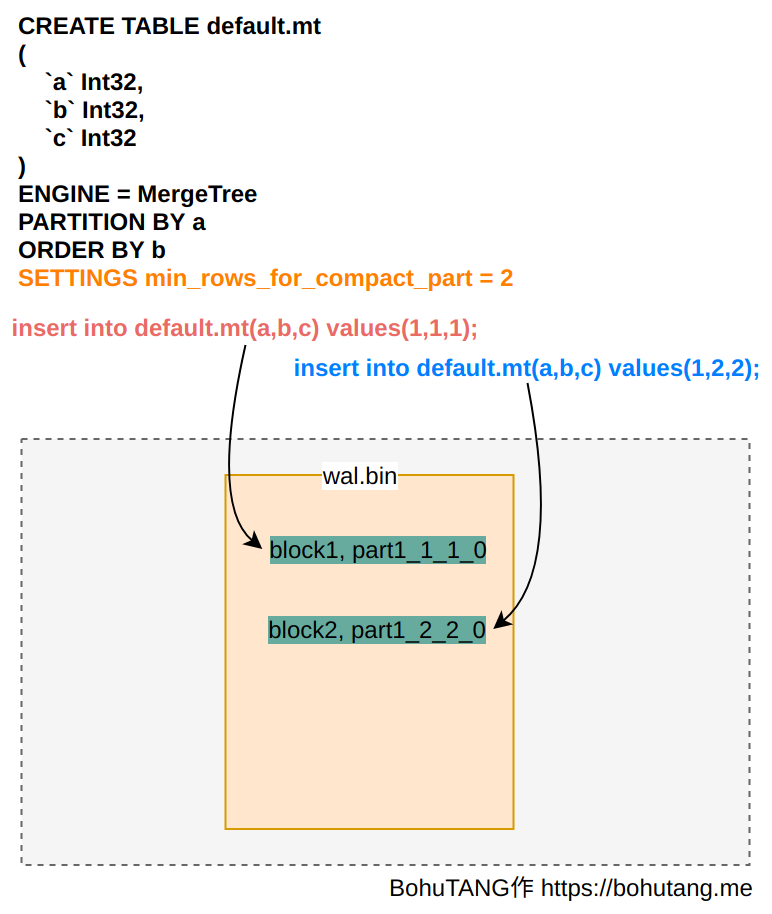 CREATE TABLE default.mt
(
`a` Int32,
`b` Int32,
`c` Int32
)
ENGINE = MergeTree
PARTITION BY a
ORDER BY b
SETTINGS min_rows_for_compact_part = 2
insert into default.mt(a,b,c) values(1,1,1);
insert into default.mt(a,b,c) values(1,2,2);
wal.bin
block1, part1_1_1_0
block2, part1_2_2_0
BohuTANG作 https://bohutang.me